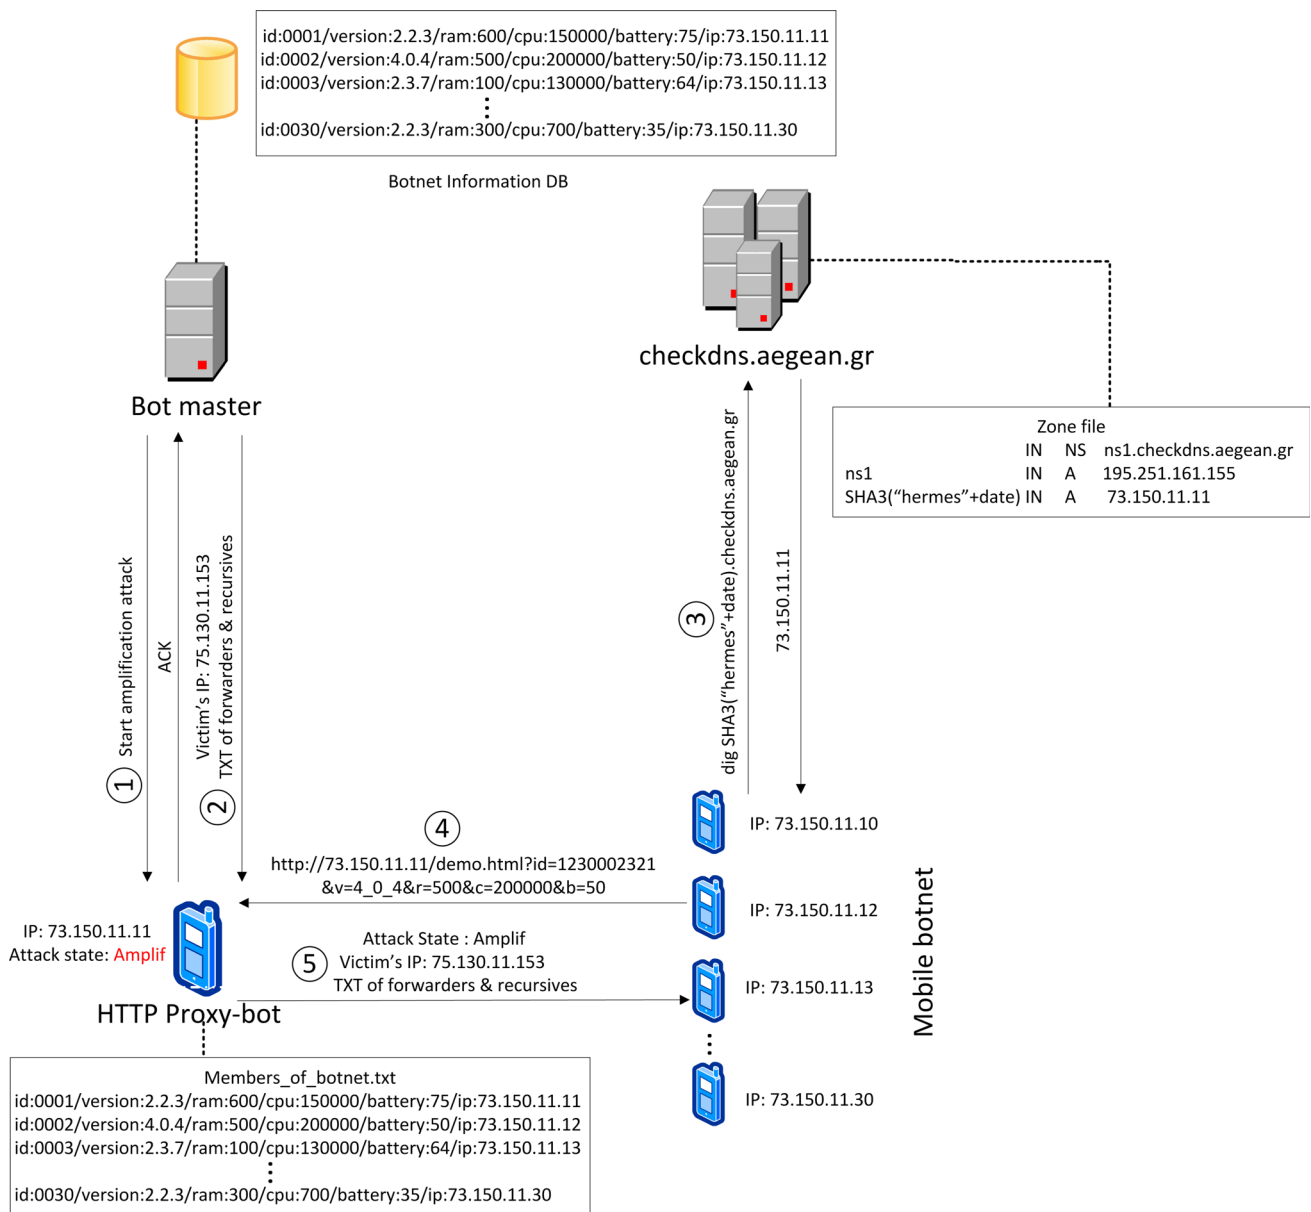 id:0001/version:2.2.3/ram:600/cpu:150000/battery:75/ip:73.150.11.11
id:0002/version:4.0.4/ram:500/cpu:200000/battery:50/ip:73.150.11.12
id:0003/version:2.3.7/ram:100/cpu:130000/battery:64/ip:73.150.11.13
id:0030/version:2.2.3/ram:300/cpu:700/battery:35/ip:73.150.11.30
Botnet Information DB
Bot master
checkdns.aegean.gr
Zone file
IN NS ns1.checkdns.aegean.gr
ns1 IN A 195.251.161.155
SHA3(“hermes”+date) IN A 73.150.11.11
1 Start amplification attack
ACK
2
Victim’s IP: 75.130.11.153
TXT of forwarders & recursives
3
dig SHA3(“hermes”+date).checkdns.aegean.gr
73.150.11.11
4
http://73.150.11.11/demo.html?id=1230002321
&v=4_0_4&r=500&c=200000&b=50
5
Attack State : Amplif
Victim’s IP: 75.130.11.153
TXT of forwarders & recursives
IP: 73.150.11.11
Attack state: Amplif
HTTP Proxy-bot
IP: 73.150.11.10
IP: 73.150.11.12
IP: 73.150.11.13
IP: 73.150.11.30
Mobile botnet
Members_of_botnet.txt
id:0001/version:2.2.3/ram:600/cpu:150000/battery:75/ip:73.150.11.11
id:0002/version:4.0.4/ram:500/cpu:200000/battery:50/ip:73.150.11.12
id:0003/version:2.3.7/ram:100/cpu:130000/battery:64/ip:73.150.11.13
id:0030/version:2.2.3/ram:300/cpu:700/battery:35/ip:73.150.11.30